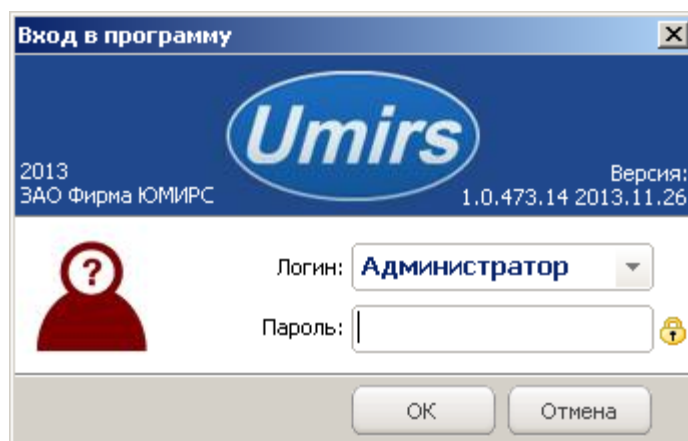 Вход в программу
Umirs
2013
ЗАО Фирма ЮМИРС
Версия:
1.0.473.14 2013.11.26
?
Логин: Администратор
Пароль:
ОК Отмена